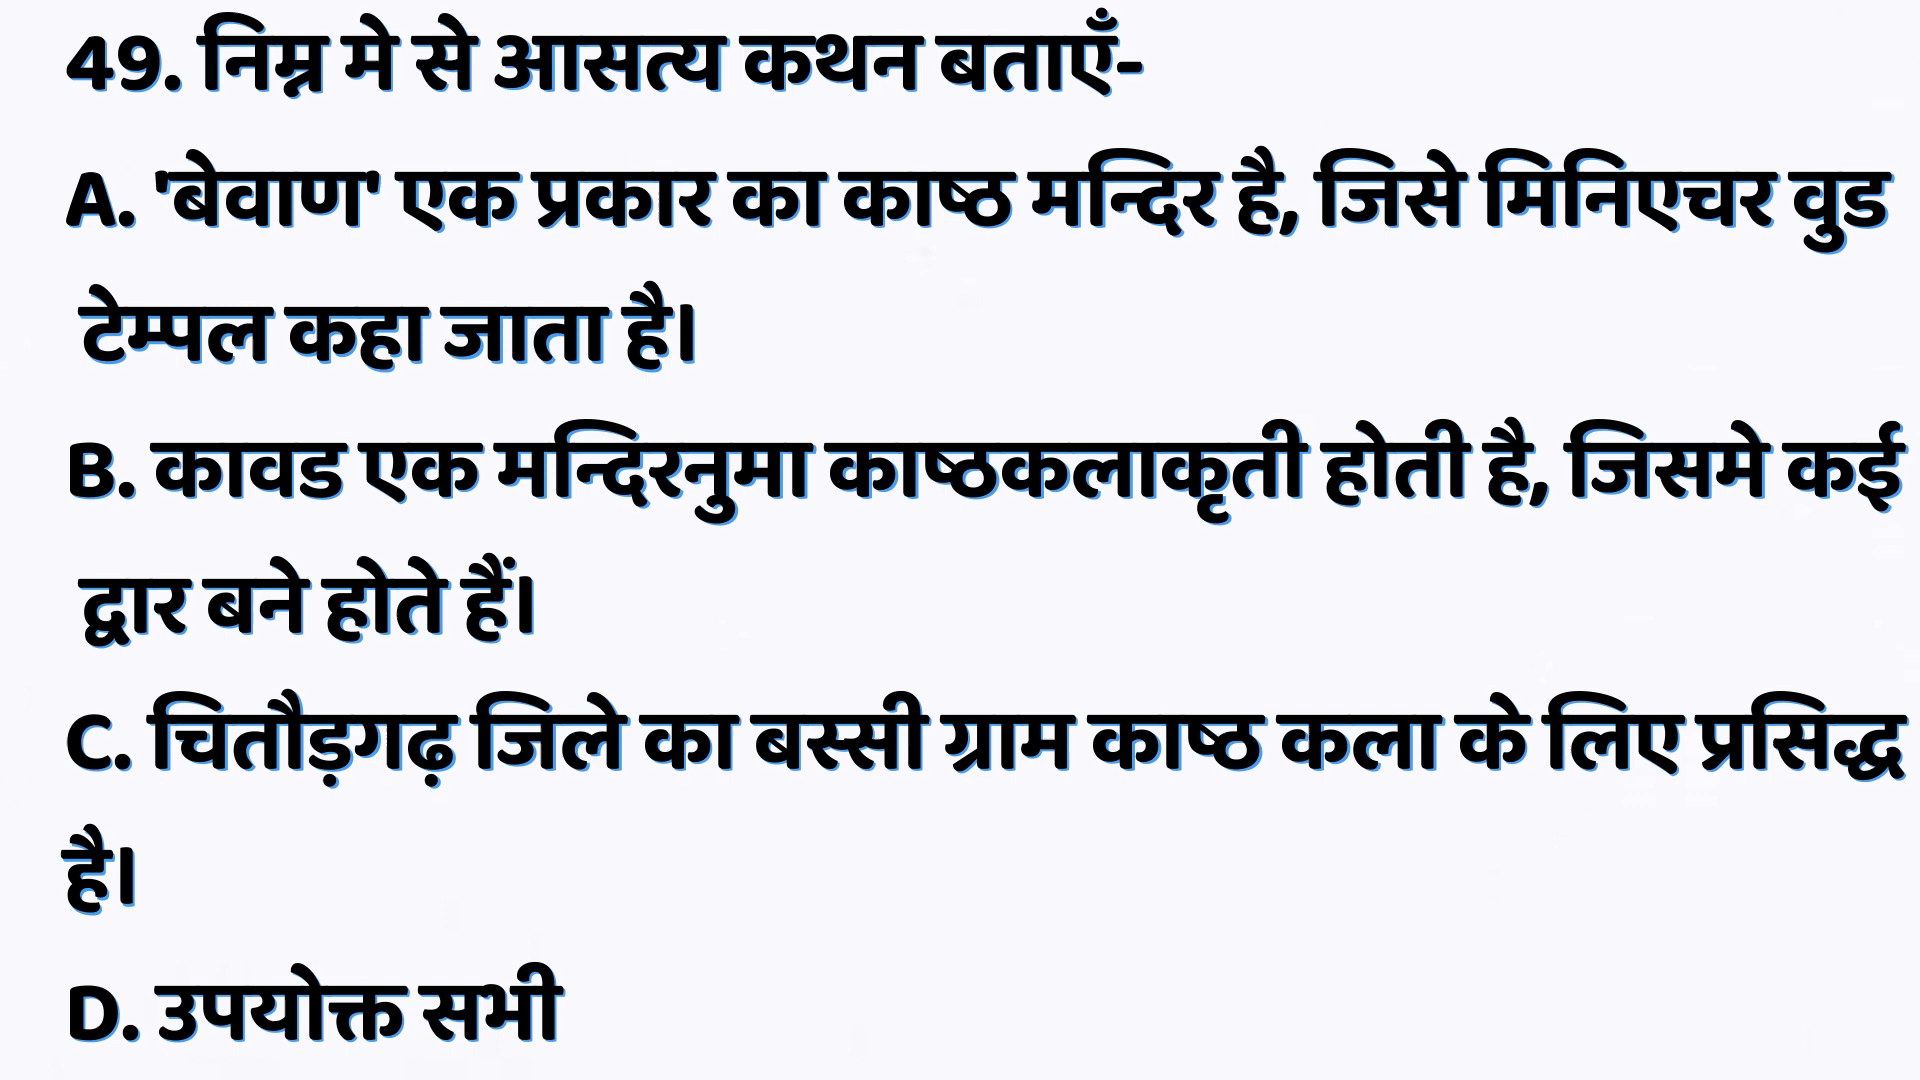 49. निम्न मे से आसत्य कथन बताएँ-
A. 'बेवाण' एक प्रकार का काष्ठ मन्दिर है, जिसे मिनिएचर वुड
टेम्पल कहा जाता है।
B. कावड एक मन्दिरनुमा काष्ठकलाकृती होती है, जिसमे कई
द्वार बने होते हैं।
C. चितौड़गढ़ जिले का बस्सी ग्राम काष्ठ कला के लिए प्रसिद्ध
है।
D. उपयोक्त सभी